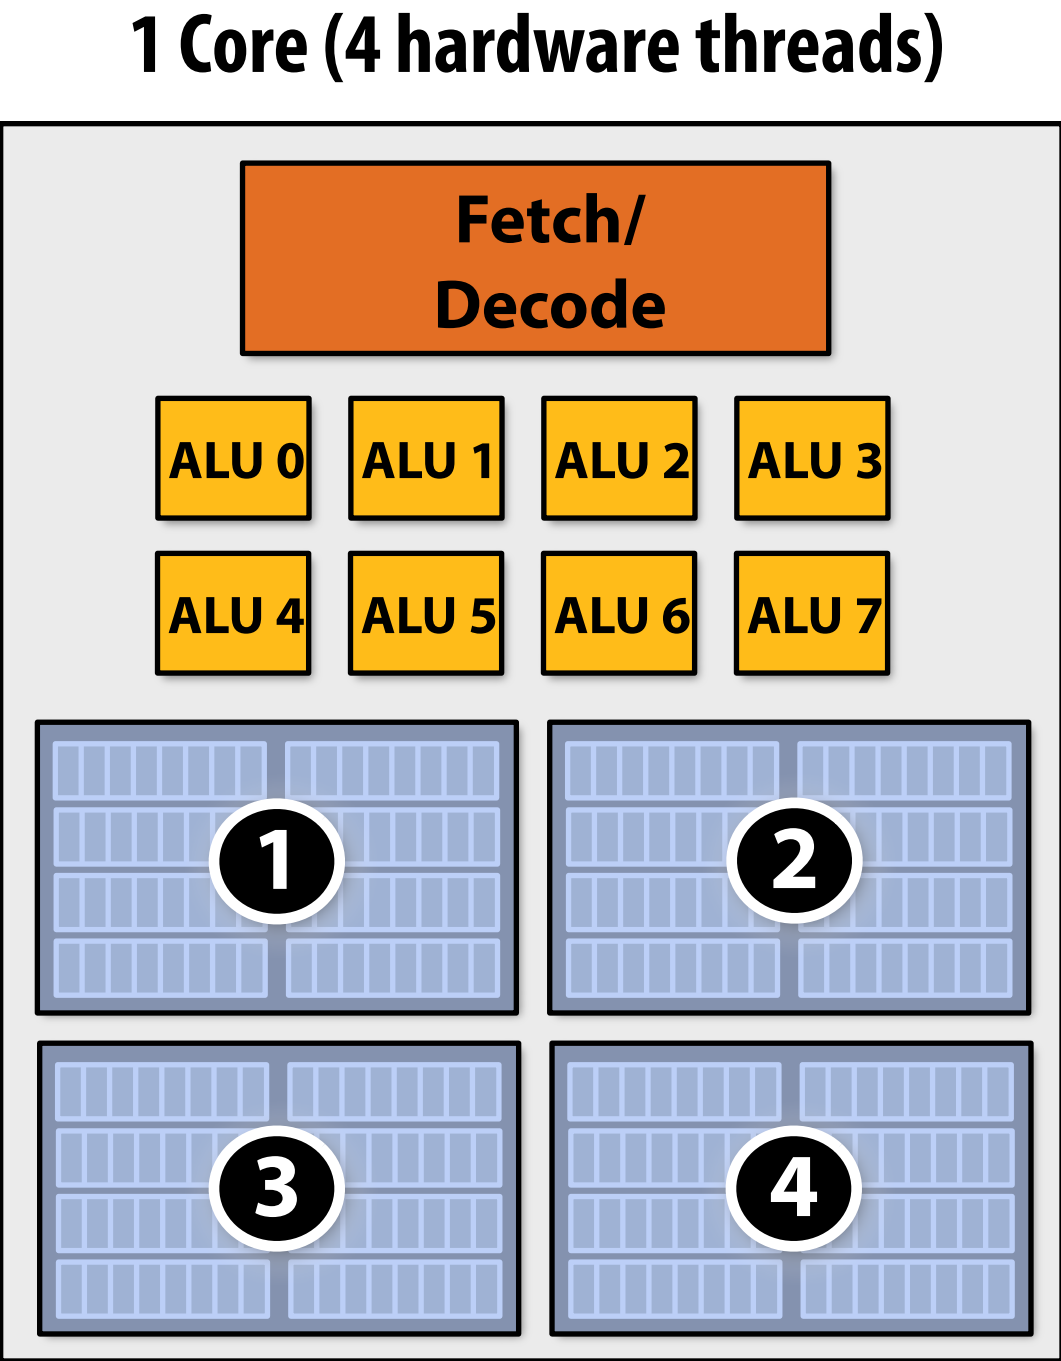 1 Core (4 hardware threads)
Fetch/
Decode
ALU 0
ALU 1
ALU 2
ALU 3
ALU 4
ALU 5
ALU 6
ALU 7
1
2
3
4